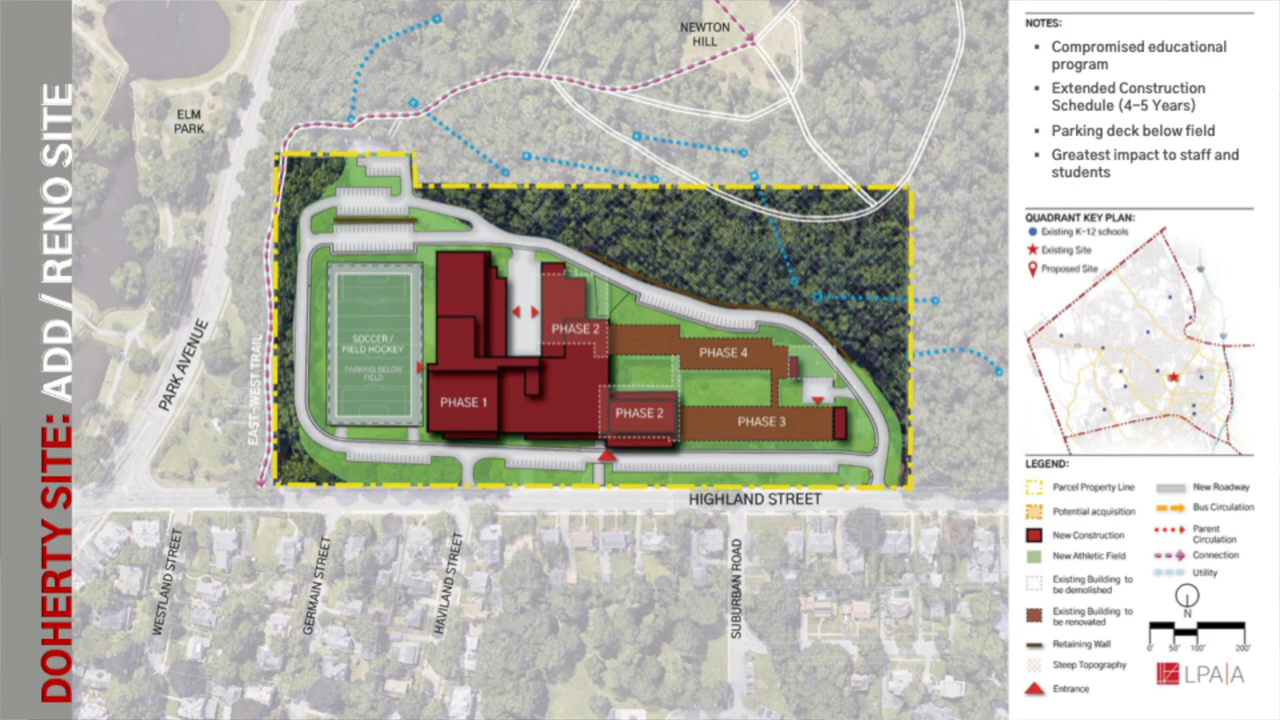 DOHERTY SITE: ADD / RENO SITE
NEWTON
HILL
ELM
PARK
PARK AVENUE
EAST-WEST TRAIL
SOCCER /
FIELD HOCKEY
PARKING BELOW
FIELD
PHASE 1
PHASE 2
PHASE 2
PHASE 4
PHASE 3
HIGHLAND STREET
WESTLAND STREET
GERMAIN STREET
HAVILAND STREET
SUBURBAN ROAD
NOTES:
▪ Compromised educational
program
▪ Extended Construction
Schedule (4–5 Years)
▪ Parking deck below field
▪ Greatest impact to staff and
students
QUADRANT KEY PLAN:
Existing K-12 schools
Existing Site
Proposed Site
LEGEND:
Parcel Property Line
Potential acquisition
New Construction
New Athletic Field
Existing Building to
be demolished
Existing Building to
be renovated
Retaining Wall
Steep Topography
Entrance
New Roadway
Bus Circulation
Parent
Circulation
Connection
Utility
N
0' 50' 100' 200'
LPA|A